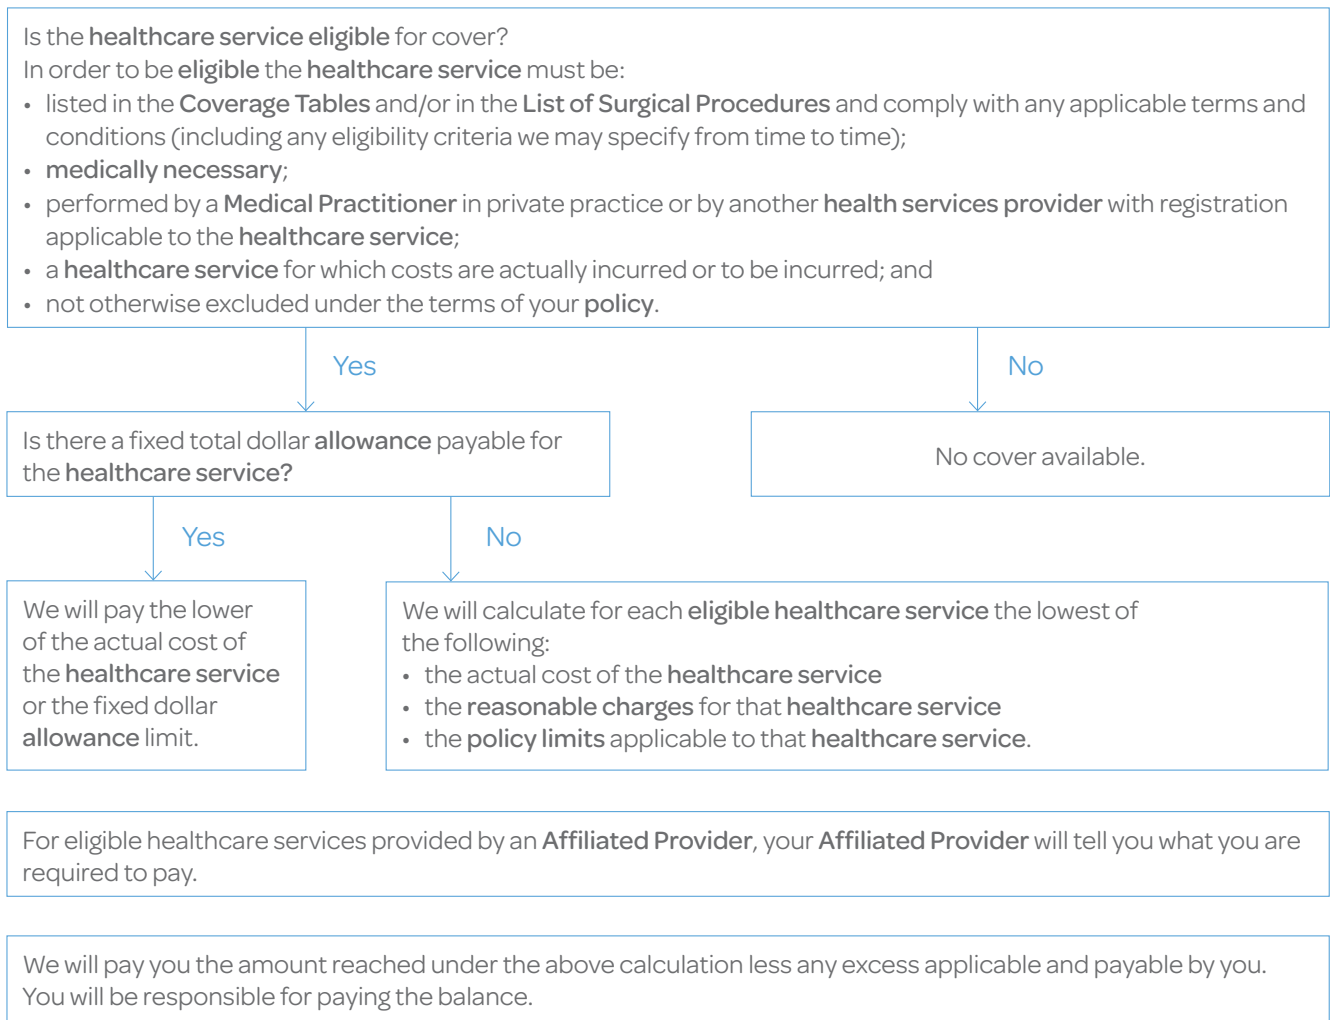 Is the healthcare service eligible for cover?
In order to be eligible the healthcare service must be:
• listed in the Coverage Tables and/or in the List of Surgical Procedures and comply with any applicable terms and
conditions (including any eligibility criteria we may specify from time to time);
• medically necessary;
• performed by a Medical Practitioner in private practice or by another health services provider with registration
applicable to the healthcare service;
• a healthcare service for which costs are actually incurred or to be incurred; and
• not otherwise excluded under the terms of your policy.
Yes
No
Is there a fixed total dollar allowance payable for
the healthcare service?
No cover available.
Yes
No
We will pay the lower
of the actual cost of
the healthcare service
or the fixed dollar
allowance limit.
We will calculate for each eligible healthcare service the lowest of
the following:
• the actual cost of the healthcare service
• the reasonable charges for that healthcare service
• the policy limits applicable to that healthcare service.
For eligible healthcare services provided by an Affiliated Provider, your Affiliated Provider will tell you what you are
required to pay.
We will pay you the amount reached under the above calculation less any excess applicable and payable by you.
You will be responsible for paying the balance.